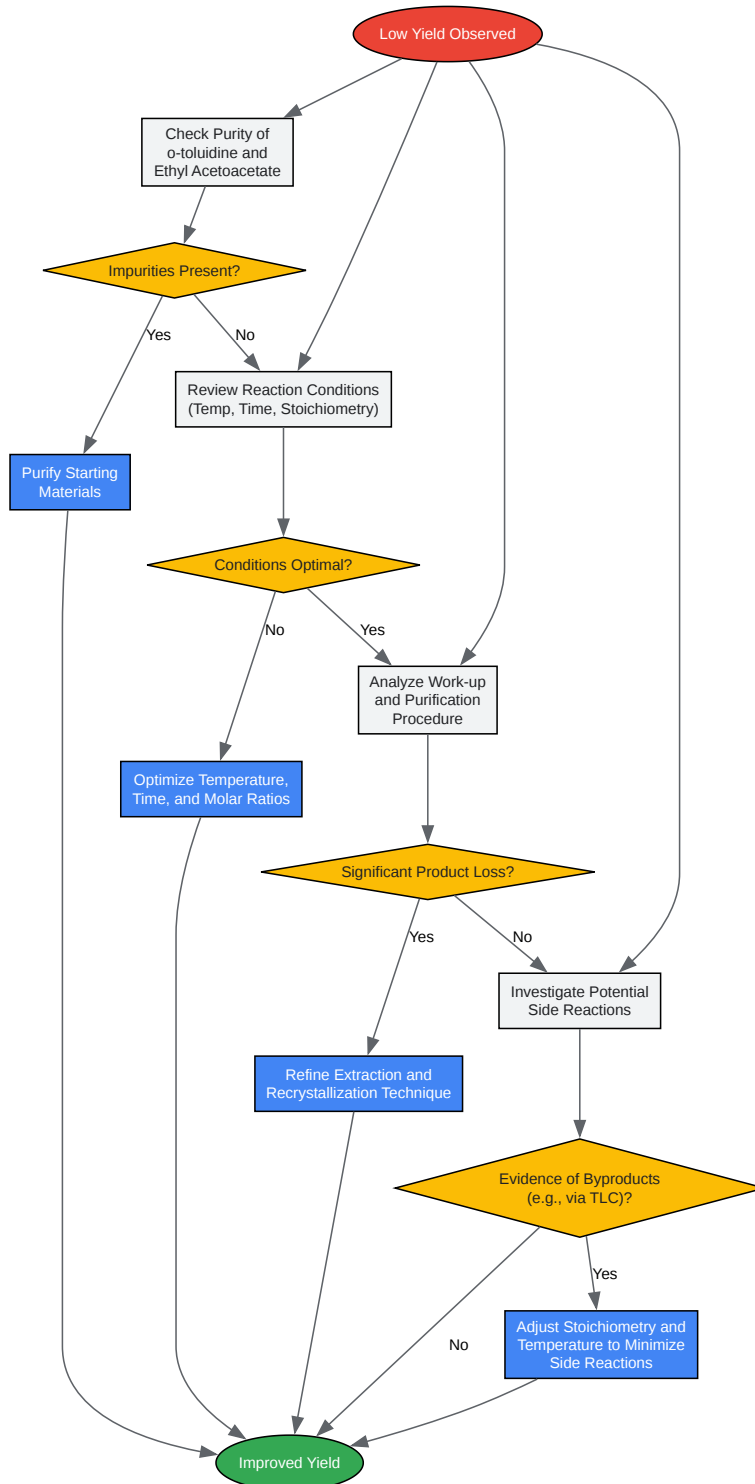 Low Yield Observed
Check Purity of
o-toluidine and
Ethyl Acetoacetate
Impurities Present?
Yes
No
Review Reaction Conditions
(Temp, Time, Stoichiometry)
Purify Starting
Materials
Conditions Optimal?
No
Yes
Analyze Work-up
and Purification
Procedure
Optimize Temperature,
Time, and Molar Ratios
Significant Product Loss?
Yes
No
Investigate Potential
Side Reactions
Refine Extraction and
Recrystallization Technique
Evidence of Byproducts
(e.g., via TLC)?
Yes
No
Adjust Stoichiometry and
Temperature to Minimize
Side Reactions
Improved Yield